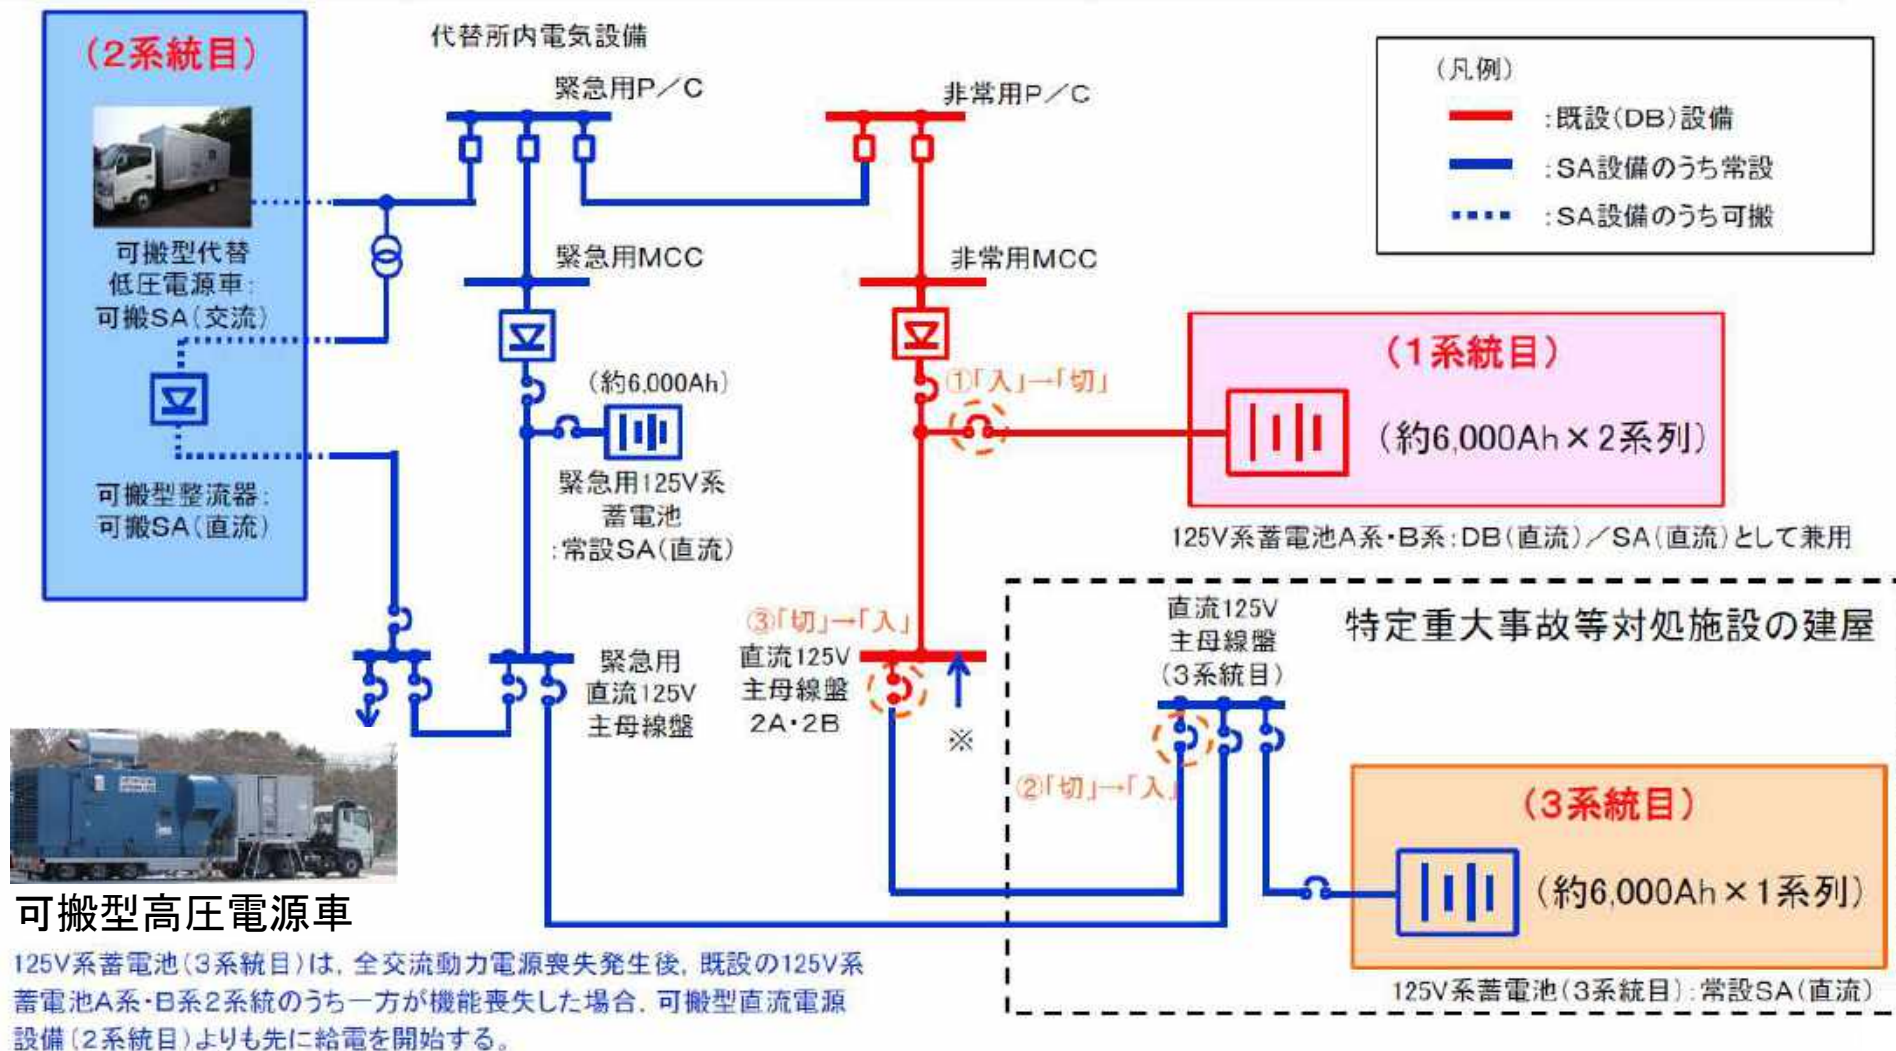 (2系統目)
可搬型代替
低圧電源車:
可搬SA(交流)
可搬型整流器:
可搬SA(直流)
代替所内電気設備
緊急用P/C
非常用P/C
緊急用MCC
非常用MCC
(約6,000Ah)
緊急用125V系
蓄電池
:常設SA(直流)
①「入」→「切」
(凡例)
:既設(DB)設備
:SA設備のうち常設
:SA設備のうち可搬
(1系統目)
(約6,000Ah×2系列)
125V系蓄電池A系・B系:DB(直流)/SA(直流)として兼用
③「切」→「入」
緊急用
直流125V
主母線盤
直流125V
主母線盤
2A・2B
※
特定重大事故等対処施設の建屋
直流125V
主母線盤
(3系統目)
②「切」→「入」
(3系統目)
(約6,000Ah×1系列)
125V系蓄電池(3系統目):常設SA(直流)
可搬型高圧電源車
125V系蓄電池(3系統目)は,全交流動力電源喪失発生後,既設の125V系
蓄電池A系・B系2系統のうち一方が機能喪失した場合,可搬型直流電源
設備(2系統目)よりも先に給電を開始する。